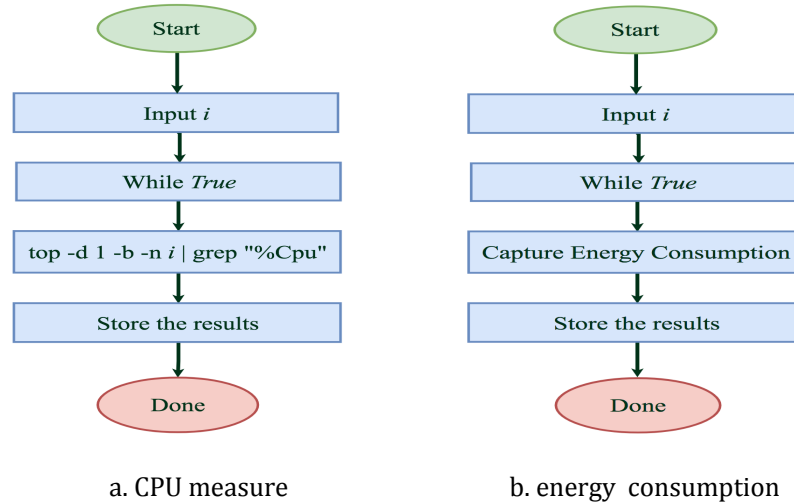 Start
Input i
While True
top -d 1 -b -n i | grep "%Cpu"
Store the results
Done
a. CPU measure
Start
Input i
While True
Capture Energy Consumption
Store the results
Done
b. energy consumption